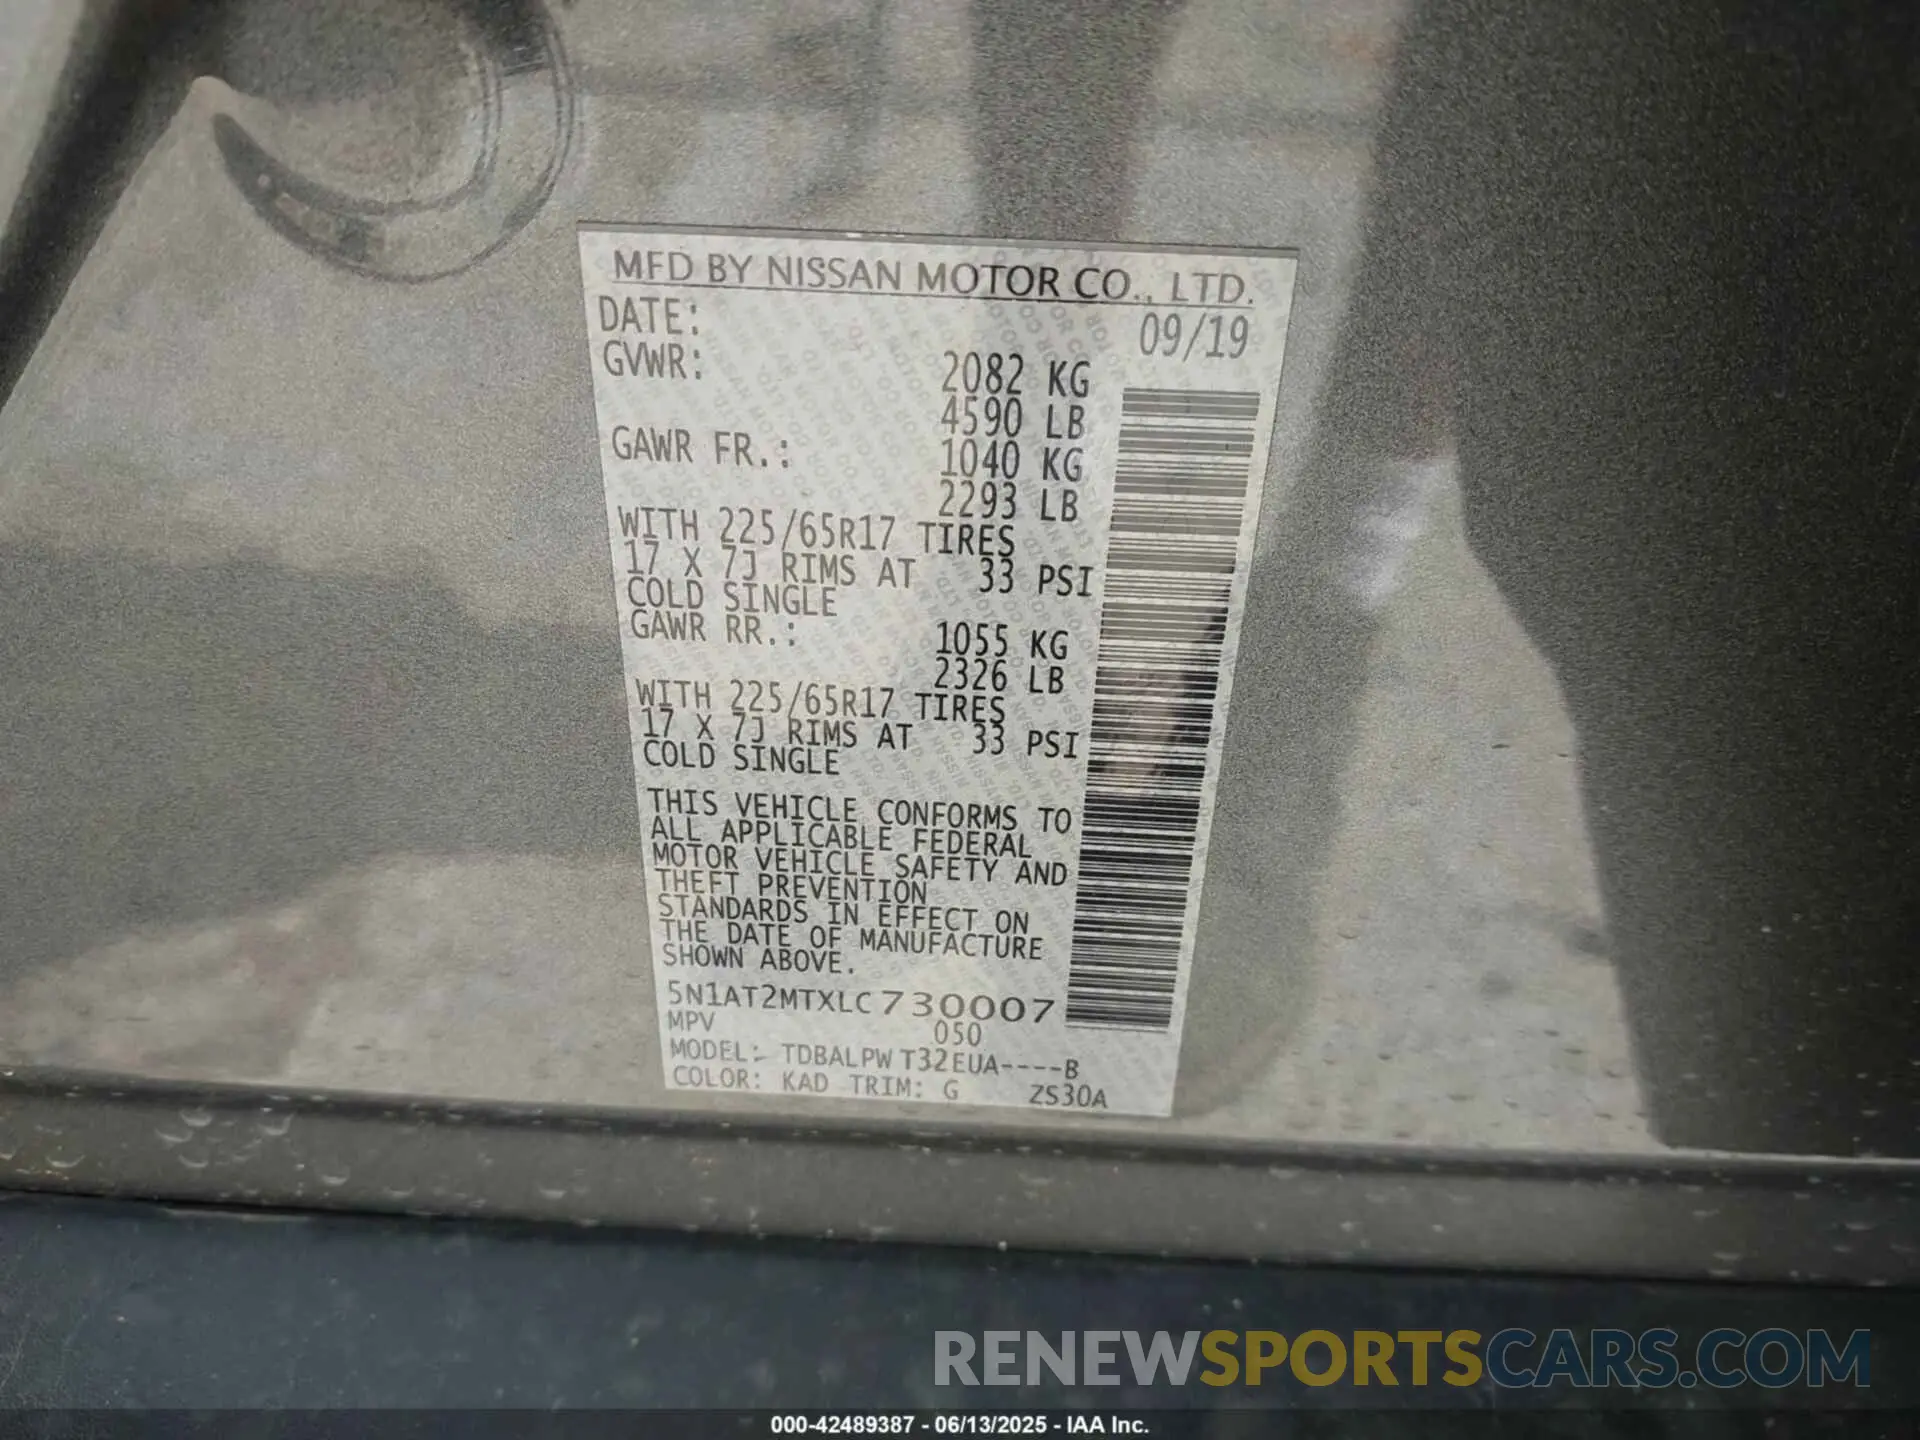 MFD BY NISSAN MOTOR CO., LTD.
DATE: 09/19
GVWR: 2082 KG
4590 LB
GAWR FR.: 1040 KG
2293 LB
WITH 225/65R17 TIRES
17 X 7J RIMS AT 33 PSI
COLD SINGLE
GAWR RR.: 1055 KG
2326 LB
WITH 225/65R17 TIRES
17 X 7J RIMS AT 33 PSI
COLD SINGLE
THIS VEHICLE CONFORMS TO
ALL APPLICABLE FEDERAL
MOTOR VEHICLE SAFETY AND
THEFT PREVENTION
STANDARDS IN EFFECT ON
THE DATE OF MANUFACTURE
SHOWN ABOVE.
5N1AT2MTXLC730007
MPV 050
MODEL: TDBALPW T32EUA----B
COLOR: KAD TRIM: G ZS30A
RENEWSPORTSCARS.COM
000-42489387 - 06/13/2025 - IAA Inc.